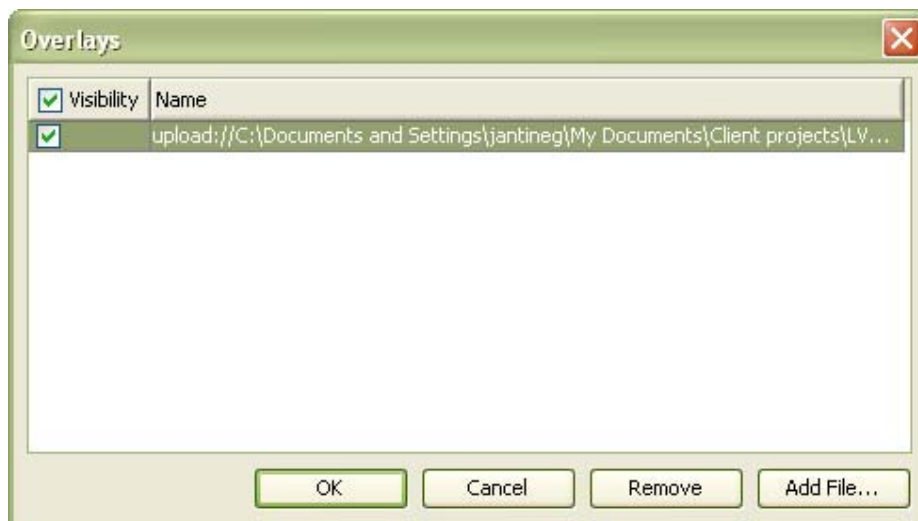 Overlays
Visibility Name
upload://C:\Documents and Settings\jantineg\My Documents\Client projects\LV...
OK Cancel Remove Add File...